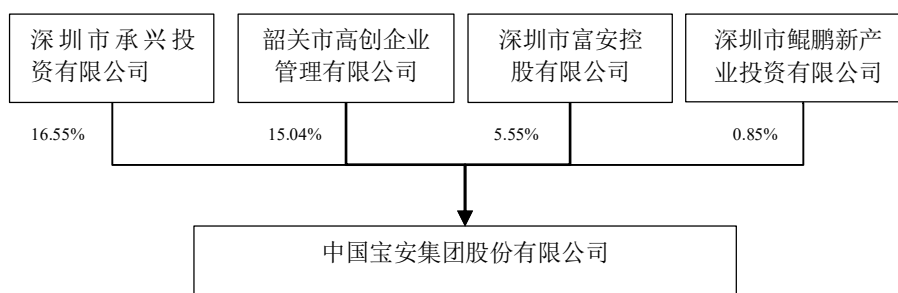 深圳市承兴投
资有限公司
韶关市高创企业
管理有限公司
深圳市富安控
股有限公司
深圳市鲲鹏新产
业投资有限公司
16.55%
15.04%
5.55%
0.85%
中国宝安集团股份有限公司